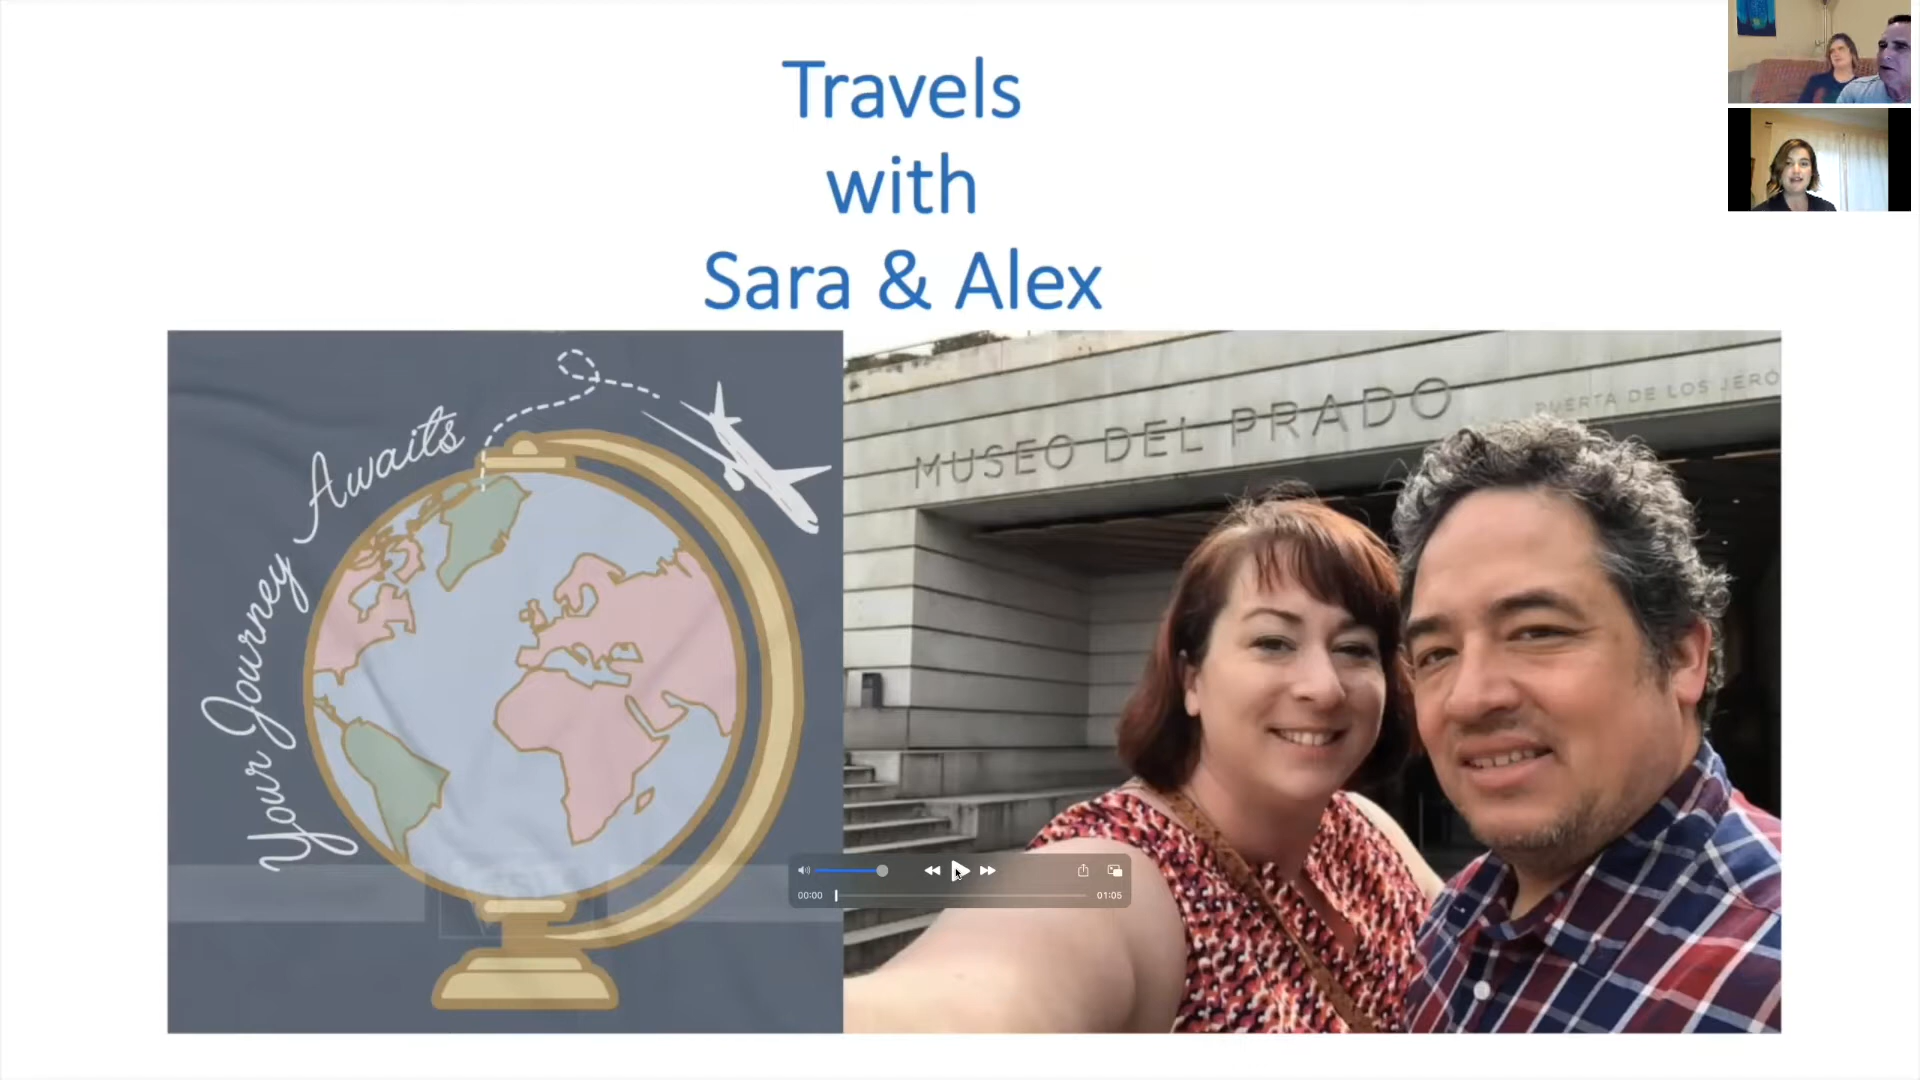 Travels
with
Sara & Alex
Your Journey Awaits
MUSEO DEL PRADO
PUERTA DE LOS JERÓ
00:00
01:05